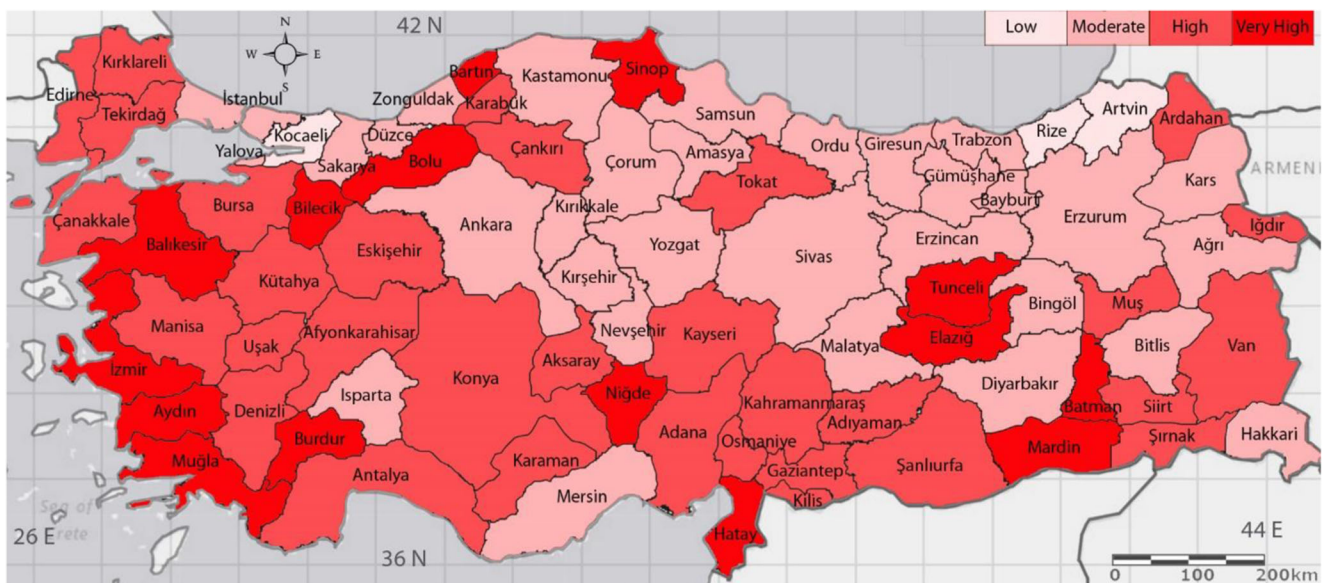 42 N
N
W E
S
Low Moderate High Very High
Kırklareli
Edirne
Tekirdağ
İstanbul
Kocaeli
Yalova
Sakarya
Düzce
Zonguldak
Bartın
Karabük
Kastamonu
Sinop
Samsun
Bolu
Çankırı
Çorum
Amasya
Tokat
Ordu
Giresun
Trabzon
Gümüşhane
Bayburt
Rize
Artvin
Ardahan
Kars
ARMENI
Iğdır
Ağrı
Erzurum
Erzincan
Çanakkale
Balıkesir
Bursa
Bilecik
Eskişehir
Kütahya
Ankara
Kırıkkale
Kırşehir
Yozgat
Sivas
Tunceli
Bingöl
Muş
Elazığ
Bitlis
Van
Manisa
Uşak
Afyonkarahisar
Nevşehir
Kayseri
Malatya
Aksaray
Konya
Isparta
İzmir
Aydın
Denizli
Burdur
Muğla
Antalya
Karaman
Niğde
Mersin
Adana
Kahramanmaraş
Osmaniye
Adıyaman
Gaziantep
Kilis
Şanlıurfa
Hatay
Diyarbakır
Batman
Mardin
Siirt
Şırnak
Hakkari
Sea of
rete
26 E
36 N
44 E
0 100 200km